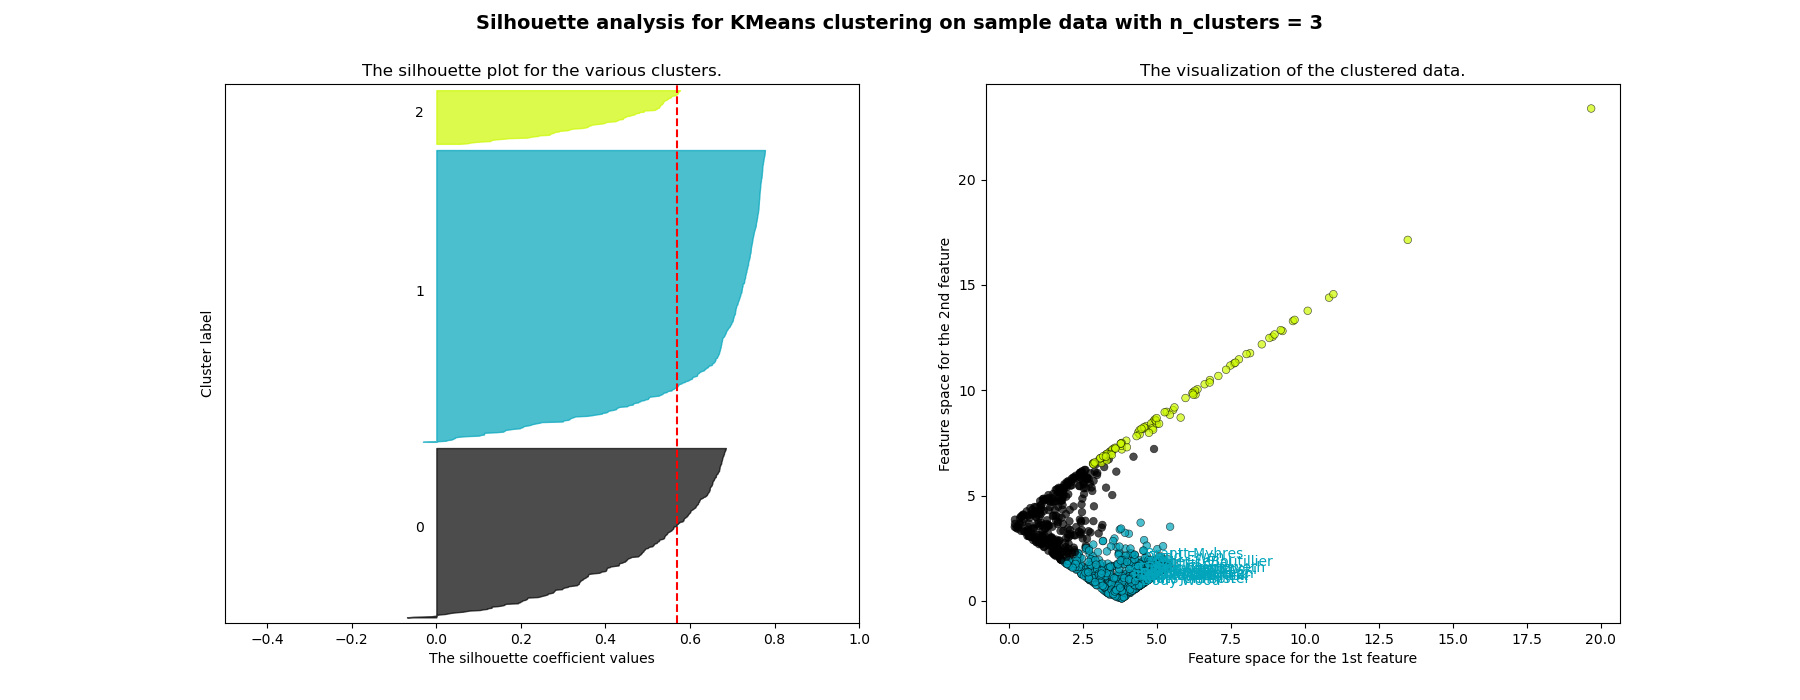 Silhouette analysis for KMeans clustering on sample data with n_clusters = 3
The silhouette plot for the various clusters.
2
1
0
Cluster label
−0.4 −0.2 0.0 0.2 0.4 0.6 0.8 1.0
The silhouette coefficient values
The visualization of the clustered data.
20
15
10
5
0
Feature space for the 2nd feature
Myhres
Wood
0.0 2.5 5.0 7.5 10.0 12.5 15.0 17.5 20.0
Feature space for the 1st feature